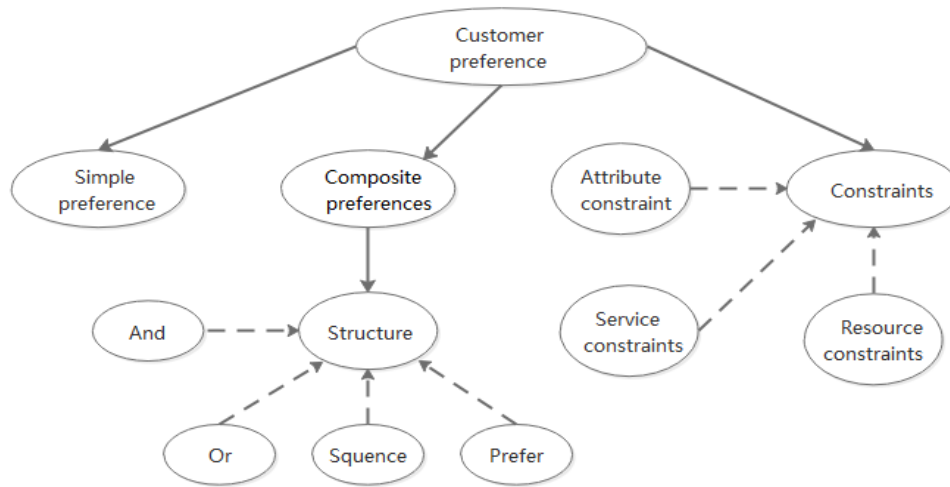 Customer
preference
Simple
preference
Composite
preferences
Attribute
constraint
Constraints
And
Structure
Service
constraints
Resource
constraints
Or
Squence
Prefer